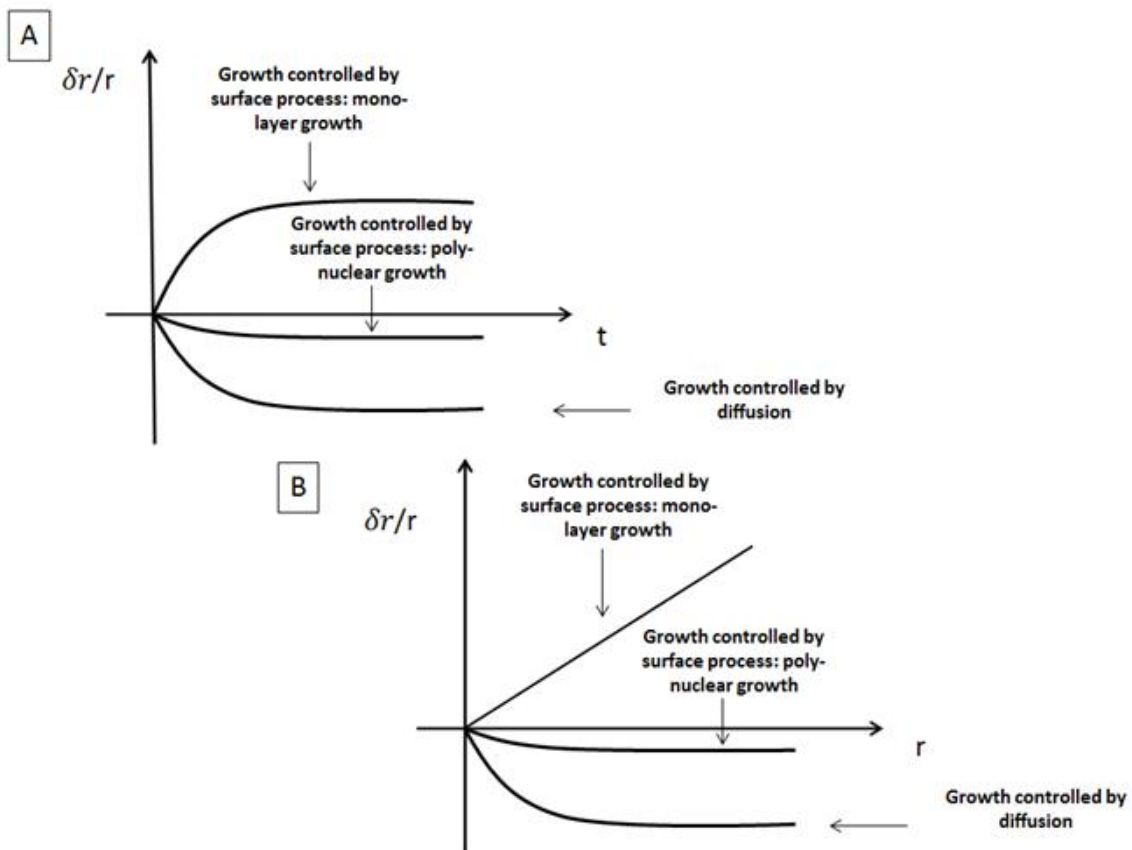 A
δr/r
Growth controlled by
surface process: mono-
layer growth
Growth controlled by
surface process: poly-
nuclear growth
t
Growth controlled by
diffusion
B
δr/r
Growth controlled by
surface process: mono-
layer growth
Growth controlled by
surface process: poly-
nuclear growth
r
Growth controlled by
diffusion